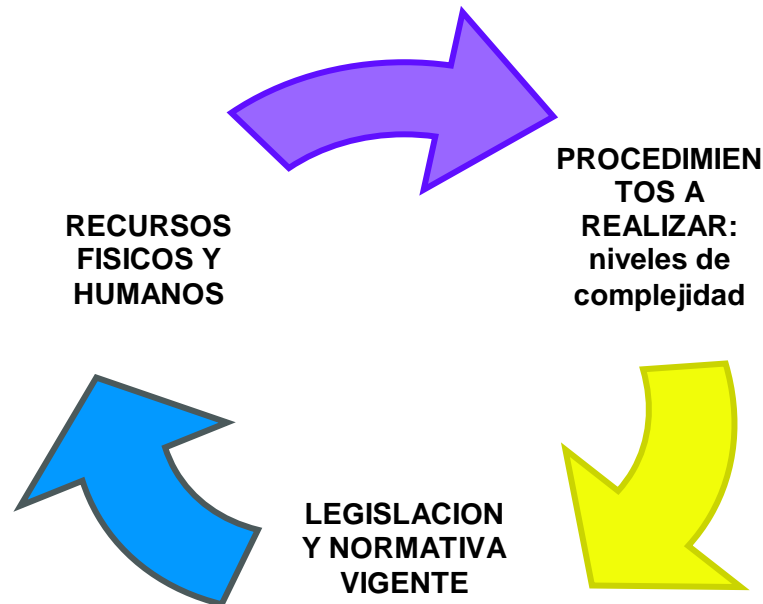 RECURSOS
FISICOS Y
HUMANOS
PROCEDIMIEN
TOS A
REALIZAR:
niveles de
complejidad
LEGISLACION
Y NORMATIVA
VIGENTE